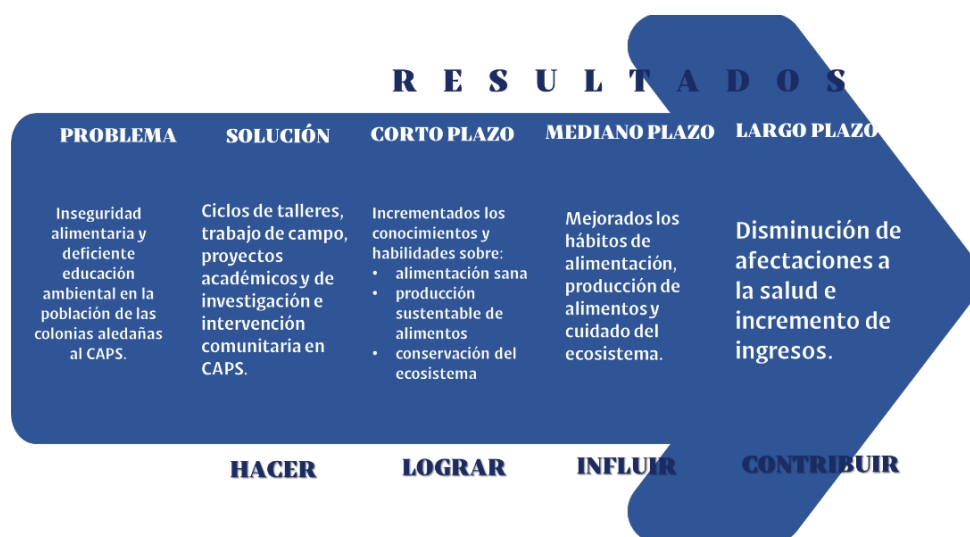 RESULTADOS
PROBLEMA
Inseguridad
alimentaria y
deficiente
educación
ambiental en la
población de las
colonias aledañas
al CAPS.
SOLUCIÓN
Ciclos de talleres,
trabajo de campo,
proyectos
académicos y de
investigación e
intervención
comunitaria en
CAPS.
HACER
CORTO PLAZO
Incrementados los
conocimientos y
habilidades sobre:
• alimentación sana
• producción
sustentable de
alimentos
• conservación del
ecosistema
LOGRAR
MEDIANO PLAZO
Mejorados los
hábitos de
alimentación,
producción de
alimentos y
cuidado del
ecosistema.
INFLUIR
LARGO PLAZO
Disminución de
afectaciones a
la salud e
incremento de
ingresos.
CONTRIBUIR